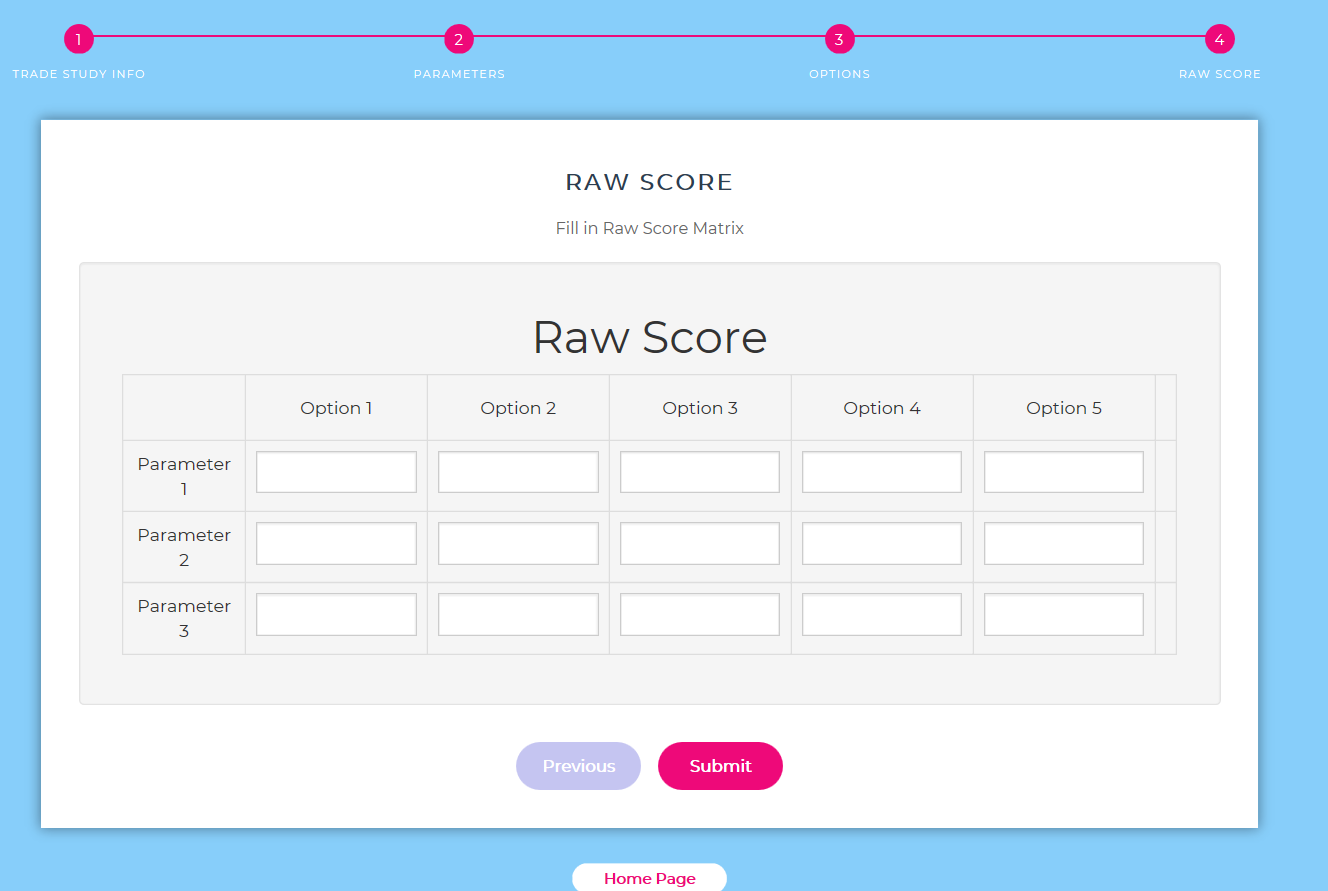 1 2 3 4
TRADE STUDY INFO PARAMETERS OPTIONS RAW SCORE
RAW SCORE
Fill in Raw Score Matrix
Raw Score
Option 1 Option 2 Option 3 Option 4 Option 5
Parameter
1
Parameter
2
Parameter
3
Previous Submit
Home Page